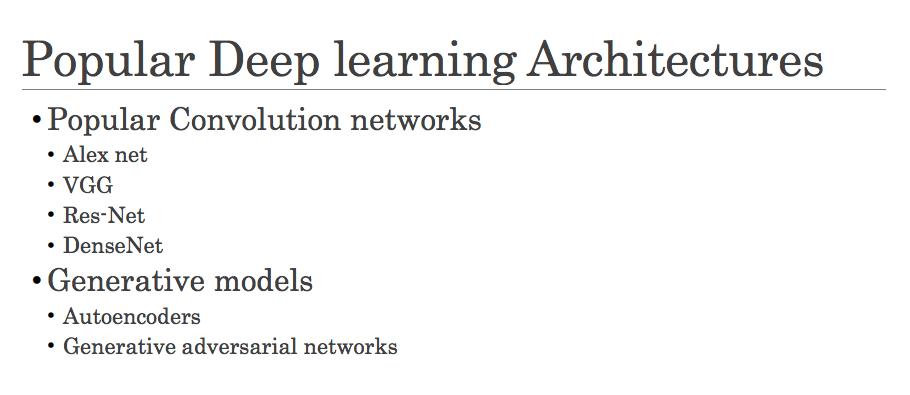 Popular Deep learning Architectures
• Popular Convolution networks
• Alex net
• VGG
• Res-Net
• DenseNet
• Generative models
• Autoencoders
• Generative adversarial networks